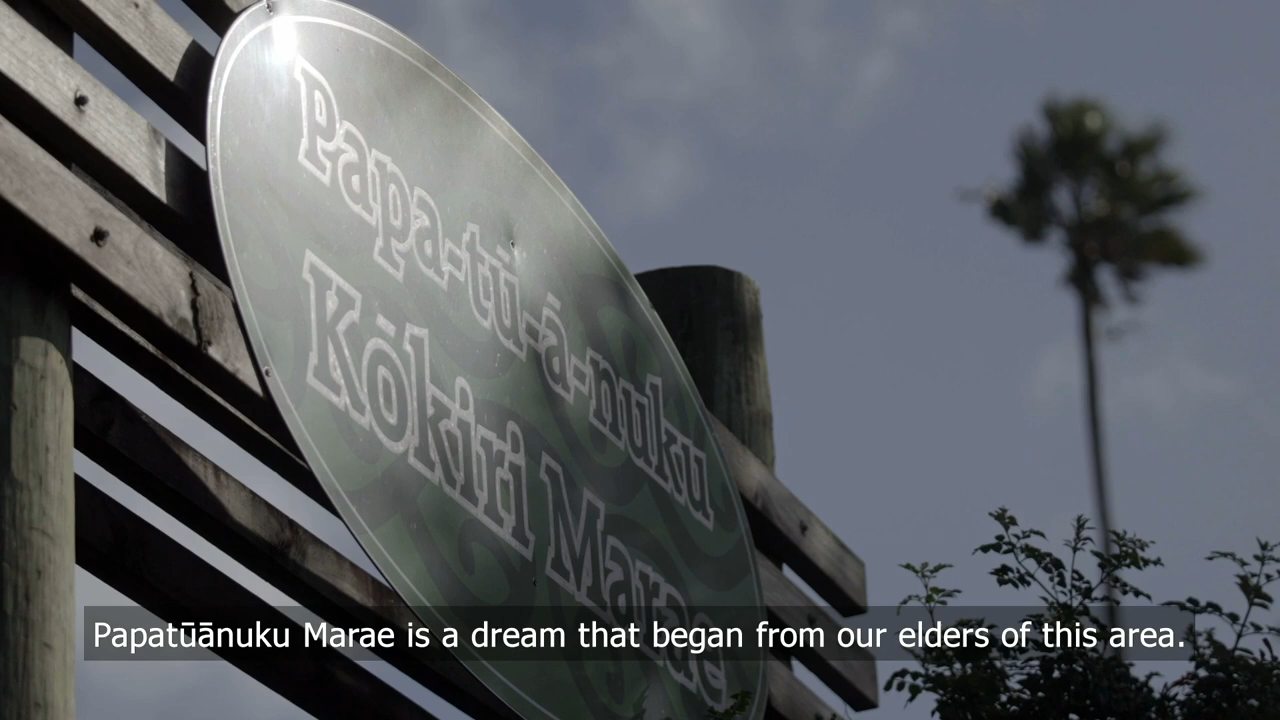 Papa-tū-ā-nuku
Kōkiri Marae
Papatūānuku Marae is a dream that began from our elders of this area.